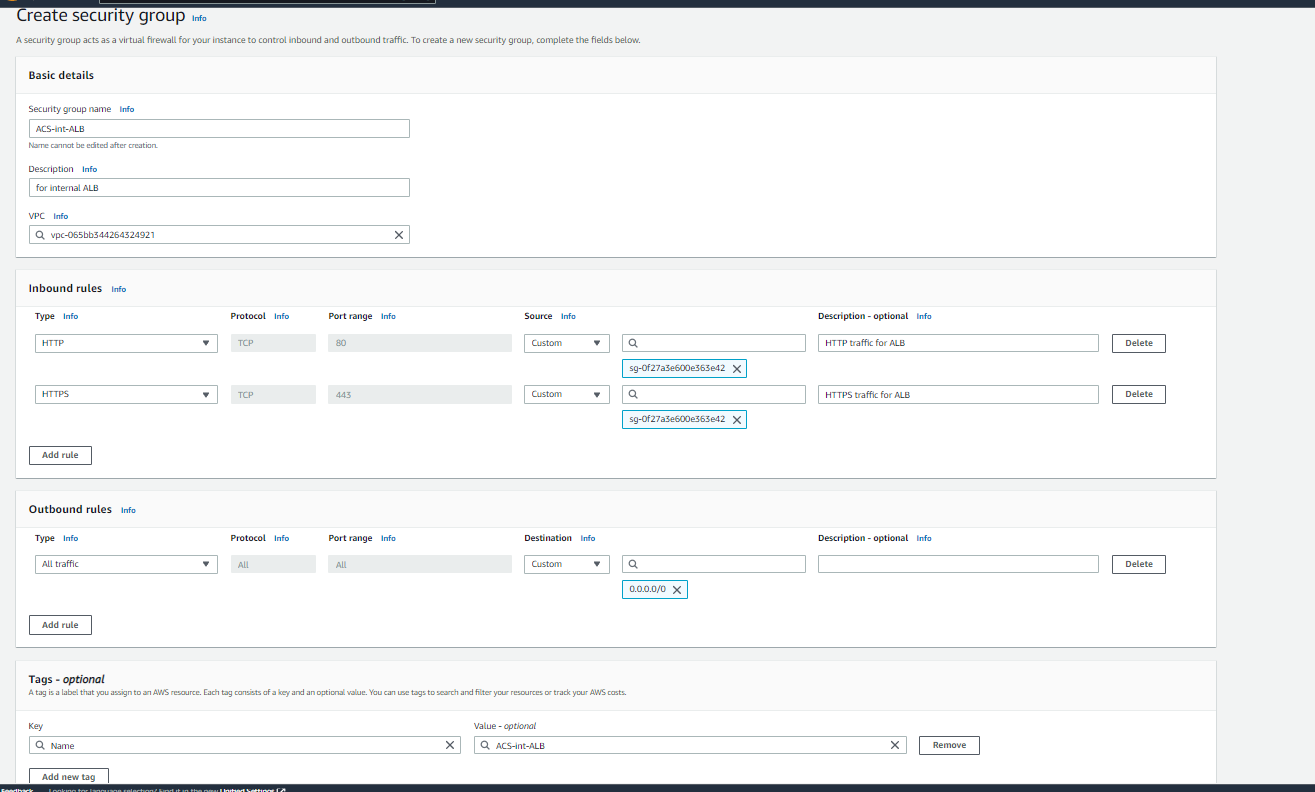 Create security group Info
A security group acts as a virtual firewall for your instance to control inbound and outbound traffic. To create a new security group, complete the fields below.
Basic details
Security group name Info
ACS-int-ALB
Name cannot be edited after creation.
Description Info
for internal ALB
VPC Info
vpc-065bb344264324921
Inbound rules Info
Type Info Protocol Info Port range Info Source Info Description - optional Info
HTTP TCP 80 Custom HTTP traffic for ALB Delete
sg-0f27a3e600e363e42
HTTPS TCP 443 Custom HTTPS traffic for ALB Delete
sg-0f27a3e600e363e42
Add rule
Outbound rules Info
Type Info Protocol Info Port range Info Destination Info Description - optional Info
All traffic All All Custom Delete
0.0.0.0/0
Add rule
Tags - optional
A tag is a label that you assign to an AWS resource. Each tag consists of a key and an optional value. You can use tags to search and filter your resources or track your AWS costs.
Key Value - optional
Name ACS-int-ALB Remove
Add new tag
Feedback Looking for language selection? Find it in the new Unified Settings